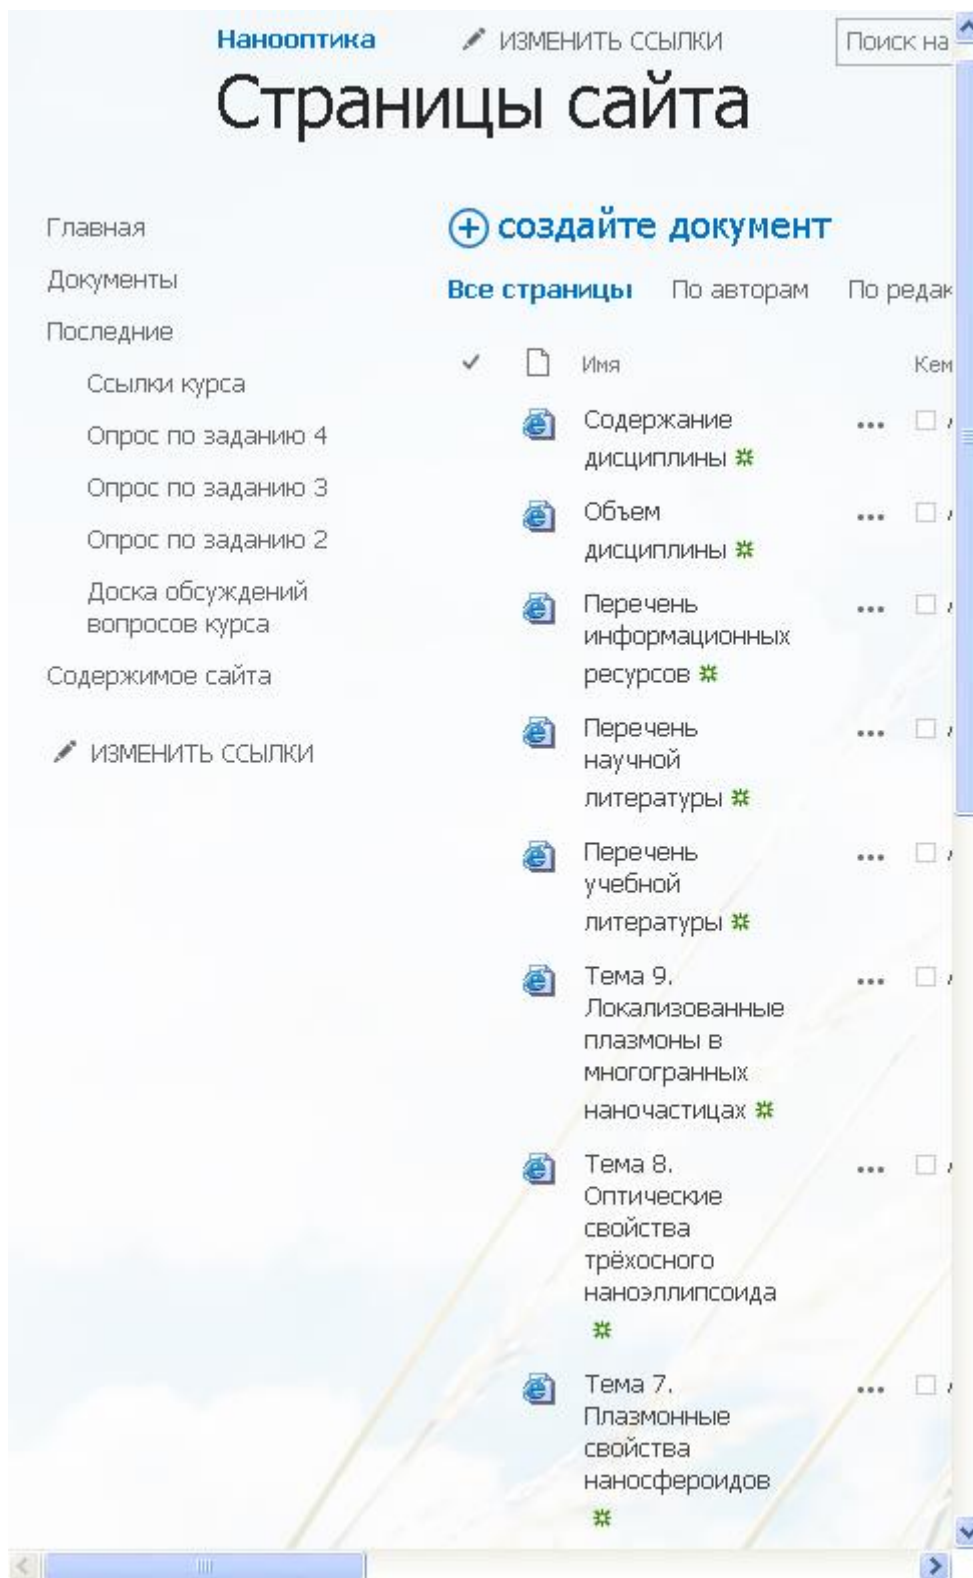 Нанооптика
ИЗМЕНИТЬ ССЫЛКИ
Поиск на
Страницы сайта
Главная
Документы
Последние
Ссылки курса
Опрос по заданию 4
Опрос по заданию 3
Опрос по заданию 2
Доска обсуждений
вопросов курса
Содержимое сайта
ИЗМЕНИТЬ ССЫЛКИ
создайте документ
Все страницы По авторам По редак
Имя Кем
Содержание
дисциплины
Объем
дисциплины
Перечень
информационных
ресурсов
Перечень
научной
литературы
Перечень
учебной
литературы
Тема 9.
Локализованные
плазмоны в
многогранных
наночастицах
Тема 8.
Оптические
свойства
трёхосного
наноэллипсоида
Тема 7.
Плазмонные
свойства
наносфероидов